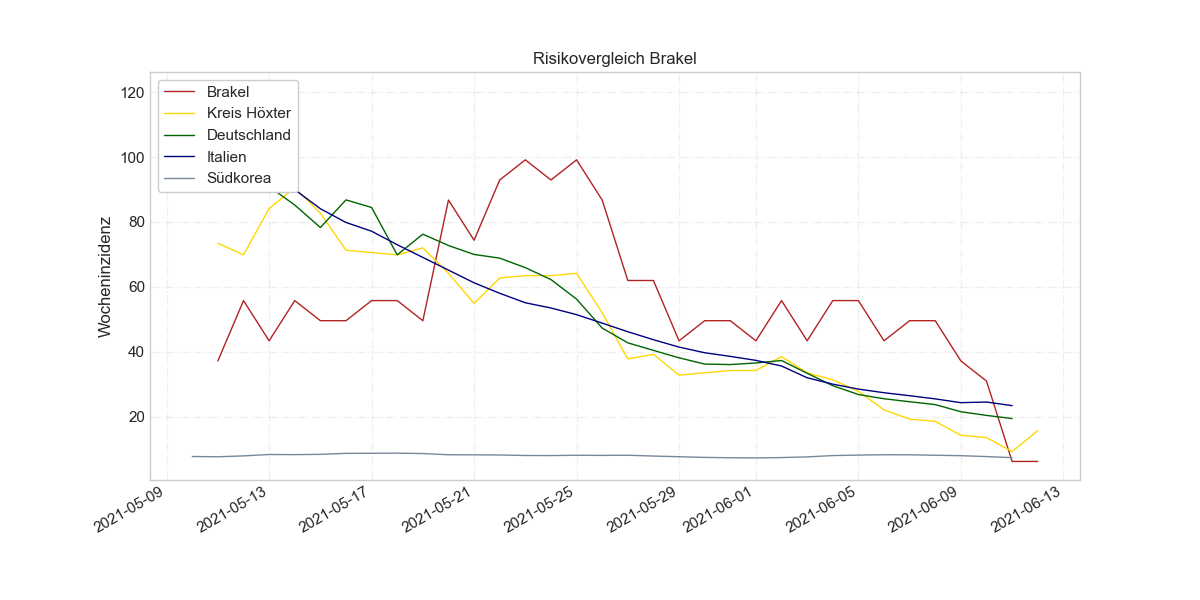 Risikovergleich Brakel
Brakel
Kreis Höxter
Deutschland
Italien
Südkorea
Wocheninzidenz
120
100
80
60
40
20
2021-05-09
2021-05-13
2021-05-17
2021-05-21
2021-05-25
2021-05-29
2021-06-01
2021-06-05
2021-06-09
2021-06-13